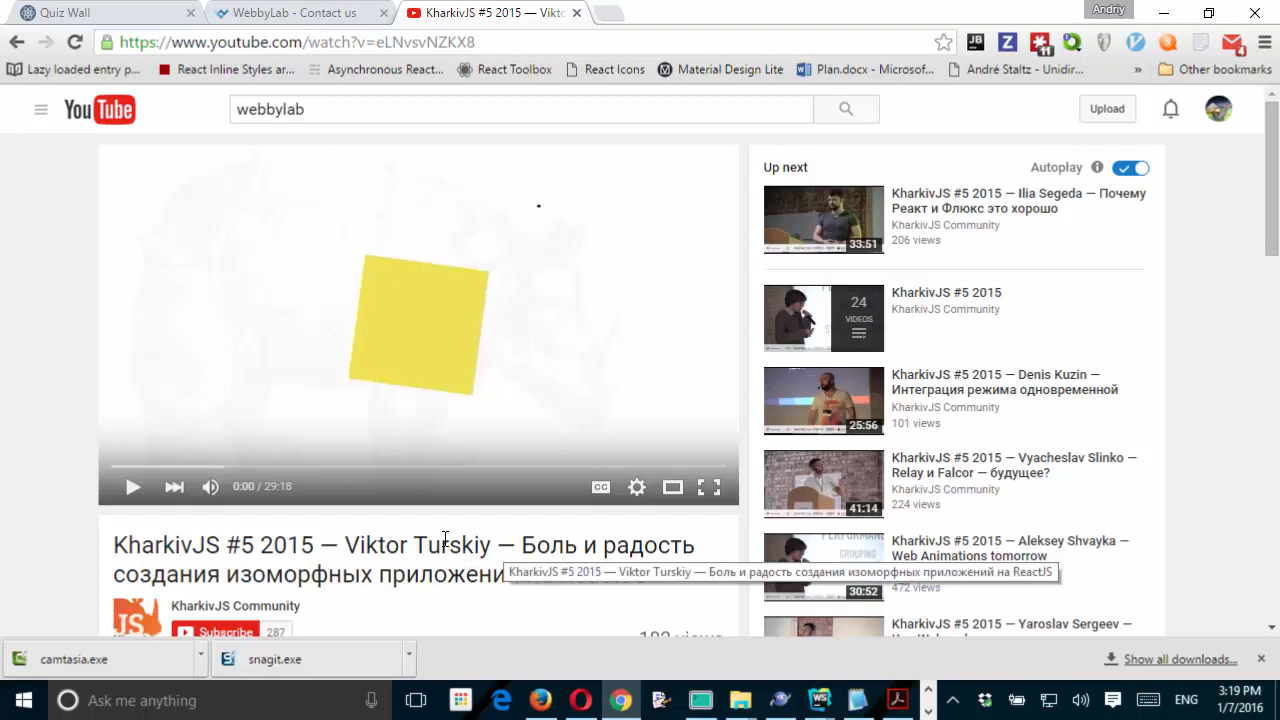 Andriy
Quiz Wall
WebbyLab - Contact us
KharkivJS #5 2015 — Vikto
https://www.youtube.com/watch?v=eLNvsvNZKX8
JB
Z
11
4
Lazy loaded entry p...
React Inline Styles ar...
Asynchronous React...
React Toolbox
React Icons
Material Design Lite
Plan.docx - Microsof...
André Staltz - Unidir...
»
Other bookmarks
YouTube
webbylab
Upload
Up next
Autoplay
KharkivJS #5 2015 — Ilia Segeda — Почему
Реакт и Флюкс это хорошо
KharkivJS Community
206 views
33:51
KharkivJS #5 2015
KharkivJS Community
24
VIDEOS
KharkivJS #5 2015 — Denis Kuzin —
Интеграция режима одновременной
KharkivJS Community
101 views
25:56
KharkivJS #5 2015 — Vyacheslav Slinko —
Relay и Falcor — будущее?
KharkivJS Community
224 views
41:14
KharkivJS #5 2015 — Aleksey Shvayka —
Web Animations tomorrow
472 views
GROUPING
30:52
KharkivJS #5 2015 — Yaroslav Sergeev —
0:00 / 29:18
CC
KharkivJS #5 2015 — Viktor Turskiy — Боль и радость
создания изоморфных приложени
KharkivJS #5 2015 — Viktor Turskiy — Боль и радость создания изоморфных приложений на ReactJS
JS
KharkivJS Community
Subscribe
287
camtasia.exe
snagit.exe
Show all downloads...
Ask me anything
WS
ENG
3:19 PM
1/7/2016